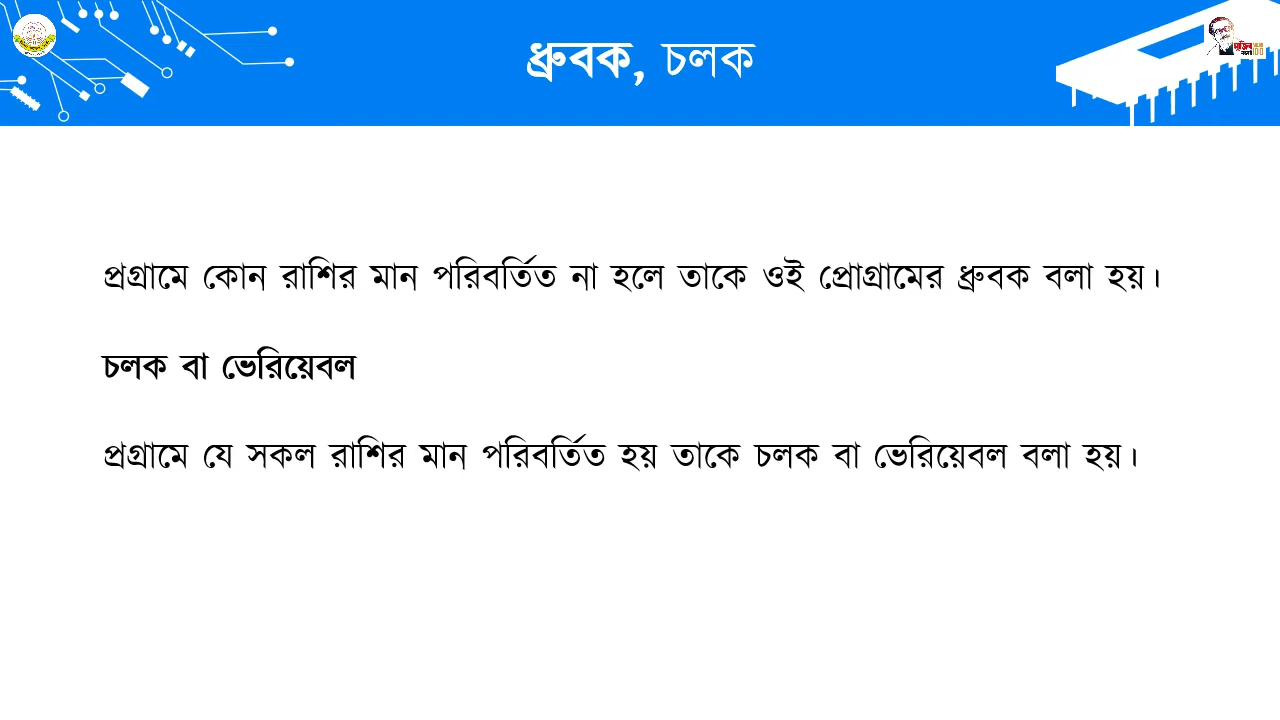 ধ্রুবক, চলক
প্রগ্রামে কোন রাশির মান পরিবর্তিত না হলে তাকে ওই প্রোগ্রামের ধ্রুবক বলা হয়।
চলক বা ভেরিয়েবল
প্রগ্রামে যে সকল রাশির মান পরিবর্তিত হয় তাকে চলক বা ভেরিয়েবল বলা হয়।